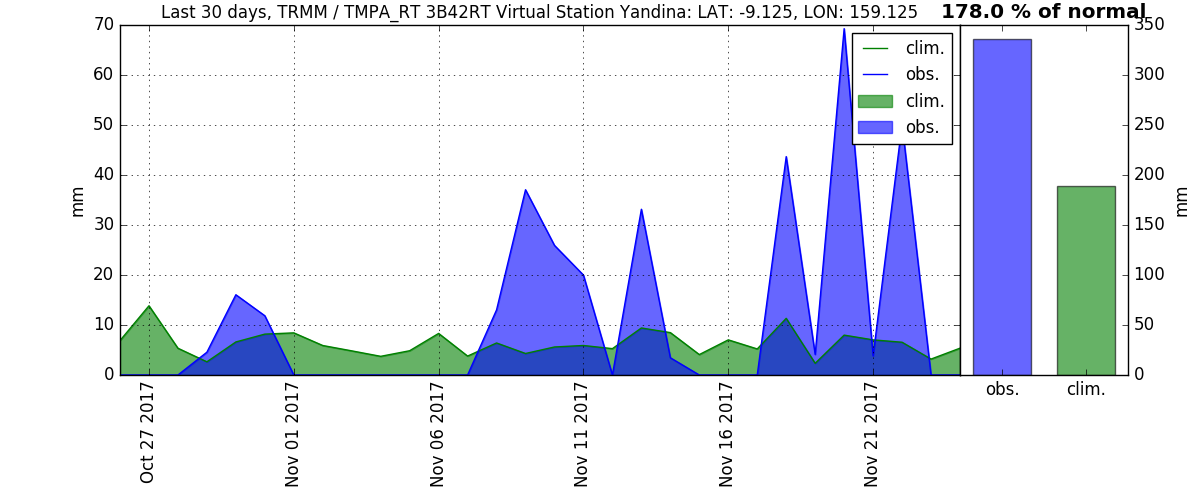 Last 30 days, TRMM / TMPA_RT 3B42RT Virtual Station Yandina: LAT: -9.125, LON: 159.125
178.0 % of normal
70
60
50
40
30
20
10
0
mm
clim.
obs.
clim.
obs.
350
300
250
200
150
100
50
0
mm
Oct 27 2017
Nov 01 2017
Nov 06 2017
Nov 11 2017
Nov 16 2017
Nov 21 2017
obs.
clim.